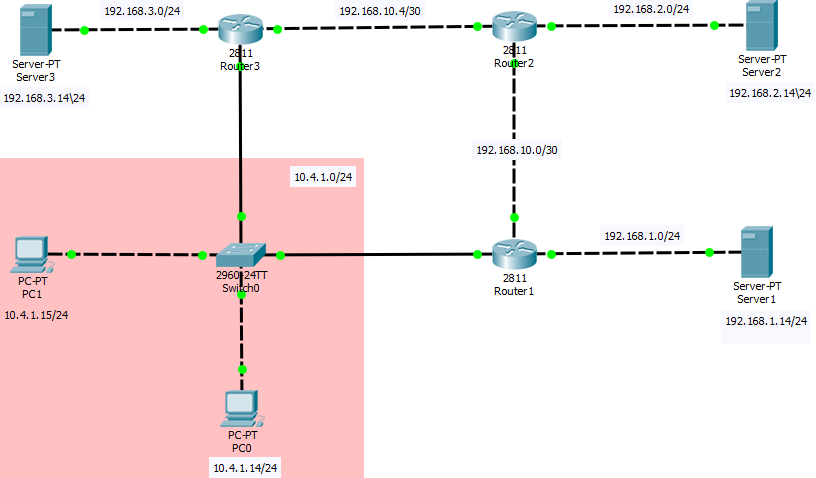 192.168.3.0/24
192.168.10.4/30
192.168.2.0/24
Server-PT
Server3
2811
Router3
2811
Router2
Server-PT
Server2
192.168.3.14\24
192.168.2.14\24
192.168.10.0/30
10.4.1.0/24
192.168.1.0/24
PC-PT
PC1
2960-24TT
Switch0
2811
Router1
Server-PT
Server1
10.4.1.15/24
192.168.1.14/24
PC-PT
PC0
10.4.1.14/24